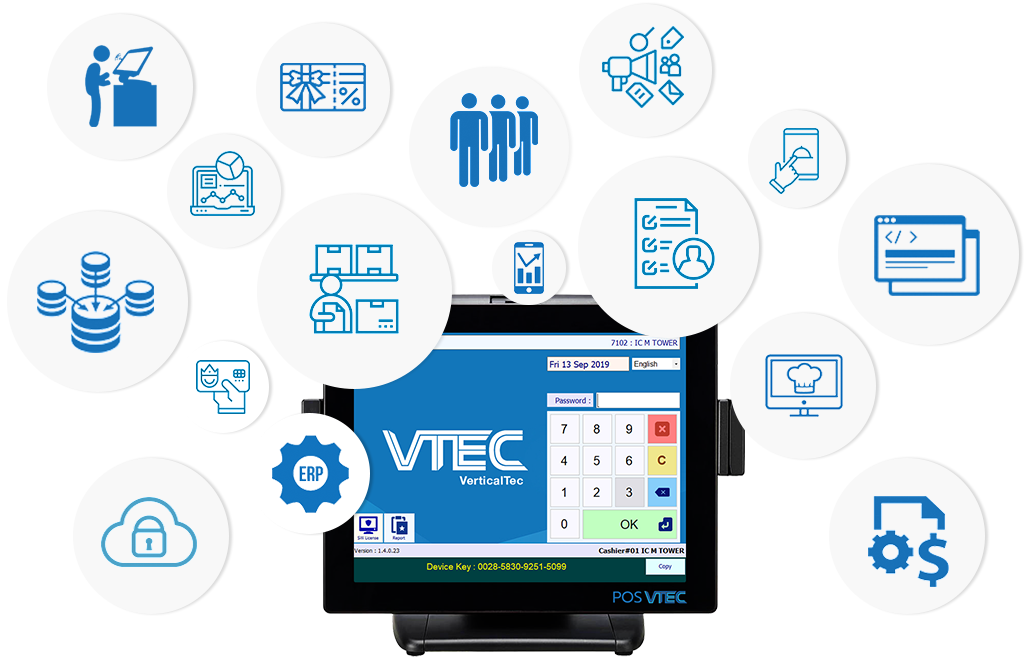 7102 : IC M TOWER
Fri 13 Sep 2019 English
Password :
7 8 9
4 5 6 C
1 2 3
0 OK
VTEC
VerticalTec
ERP
SW License Report
Version : 1.4.0.23 Cashier#01 IC M TOWER
Device Key : 0028-5830-9251-5099 Copy
POS VTEC